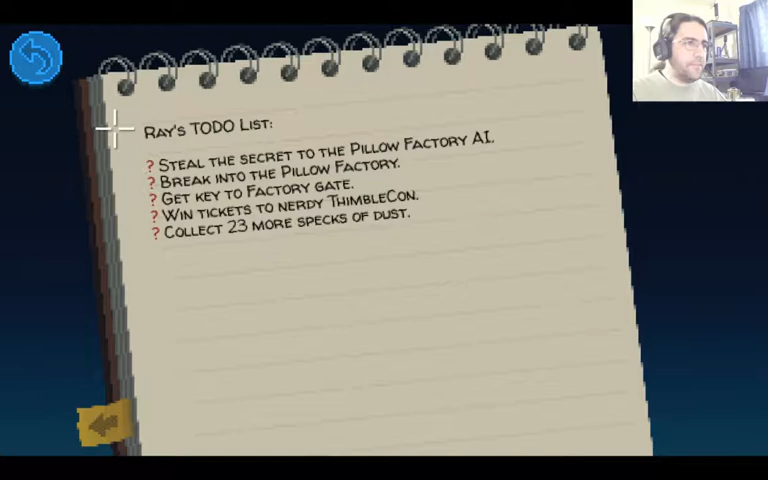 Ray's TODO List:
? Steal the secret to the Pillow Factory AI.
? Break into the Pillow Factory.
? Get key to Factory gate.
? Win tickets to nerdy ThimbleCon.
? Collect 23 more specks of dust.